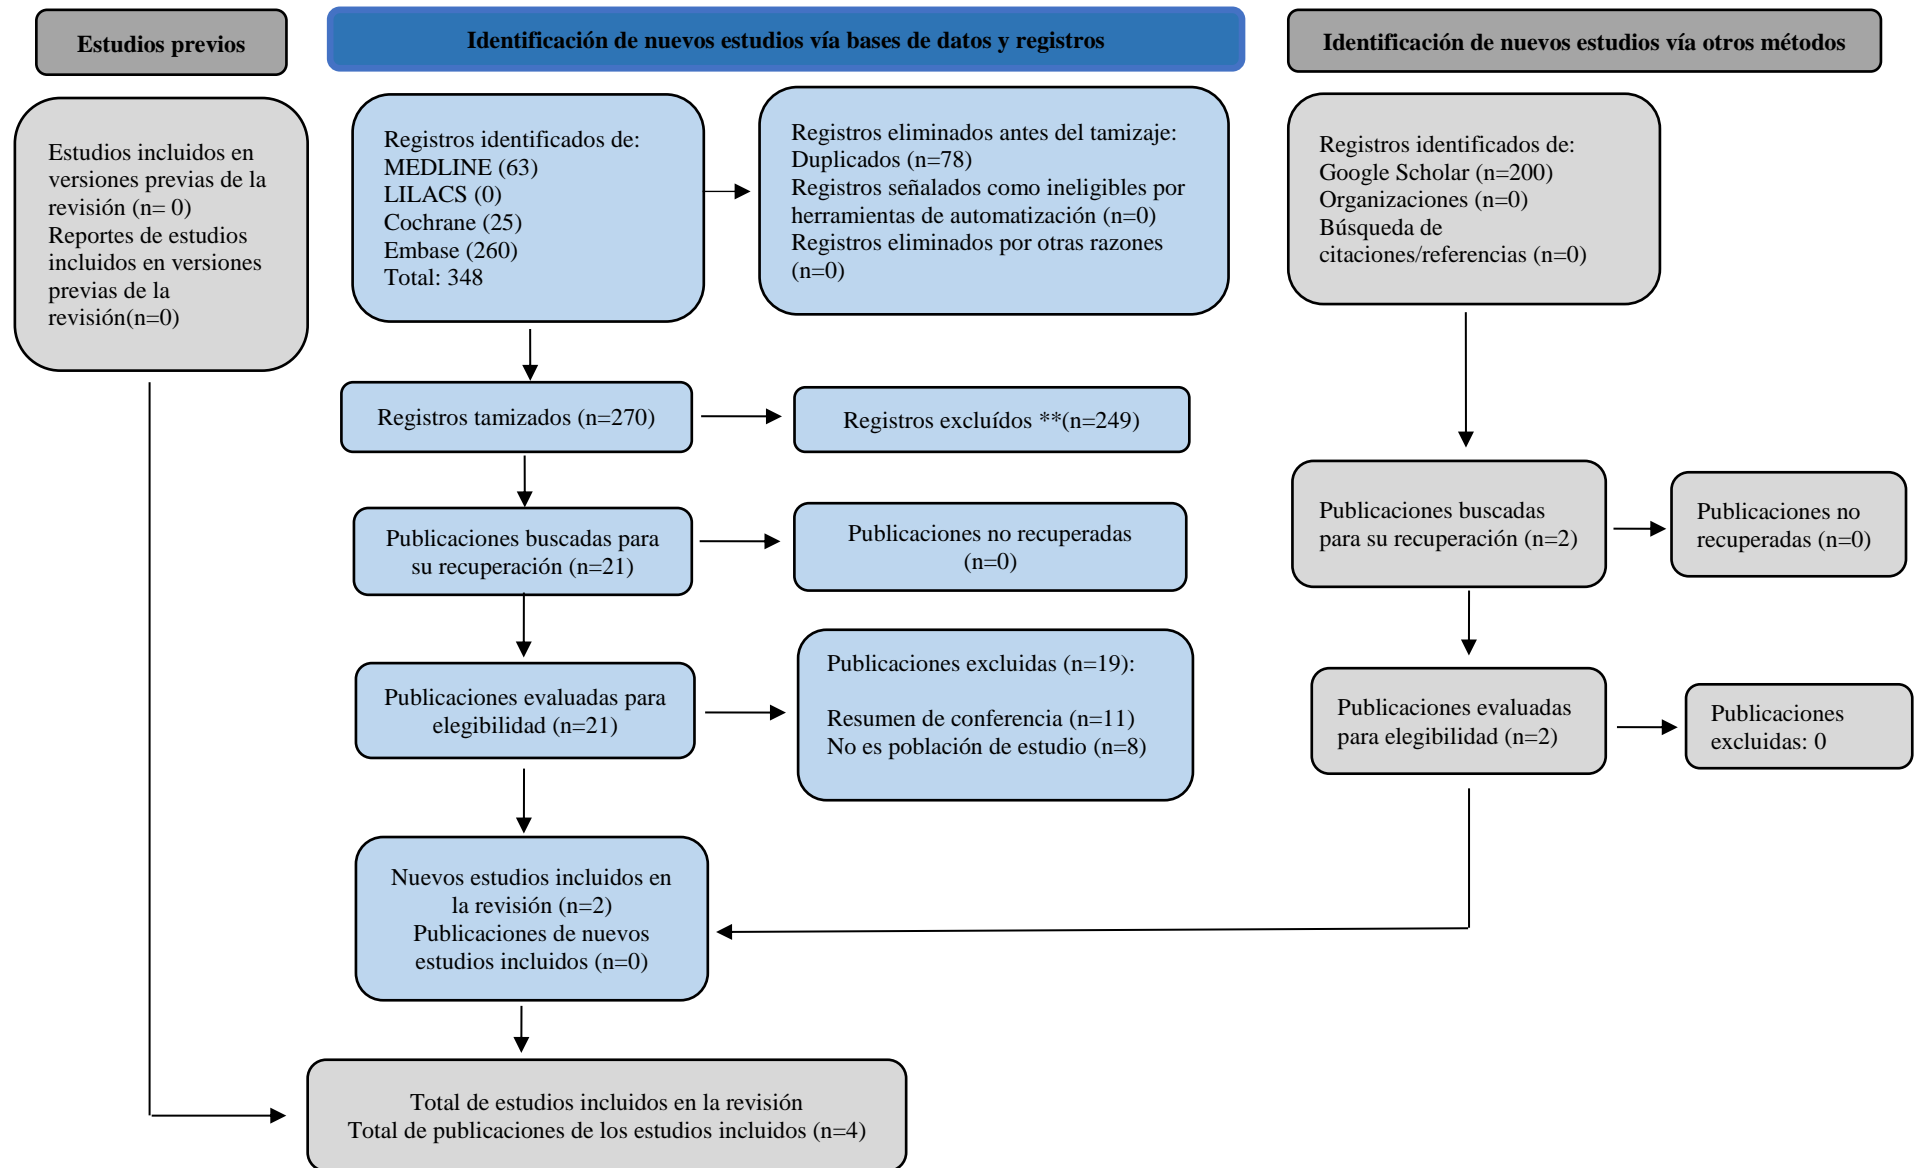 Estudios previos
Identificación de nuevos estudios vía bases de datos y registros
Identificación de nuevos estudios vía otros métodos
Estudios incluidos en
versiones previas de la
revisión (n= 0)
Reportes de estudios
incluidos en versiones
previas de la
revisión(n=0)
Registros identificados de:
MEDLINE (63)
LILACS (0)
Cochrane (25)
Embase (260)
Total: 348
Registros eliminados antes del tamizaje:
Duplicados (n=78)
Registros señalados como ineligibles por
herramientas de automatización (n=0)
Registros eliminados por otras razones
(n=0)
Registros identificados de:
Google Scholar (n=200)
Organizaciones (n=0)
Búsqueda de
citaciones/referencias (n=0)
Registros tamizados (n=270)
Registros excluídos **(n=249)
Publicaciones buscadas para
su recuperación (n=21)
Publicaciones no recuperadas
(n=0)
Publicaciones buscadas
para su recuperación (n=2)
Publicaciones no
recuperadas (n=0)
Publicaciones evaluadas para
elegibilidad (n=21)
Publicaciones excluidas (n=19):
Resumen de conferencia (n=11)
No es población de estudio (n=8)
Publicaciones evaluadas
para elegibilidad (n=2)
Publicaciones
excluidas: 0
Nuevos estudios incluidos en
la revisión (n=2)
Publicaciones de nuevos
estudios incluidos (n=0)
Total de estudios incluidos en la revisión
Total de publicaciones de los estudios incluidos (n=4)